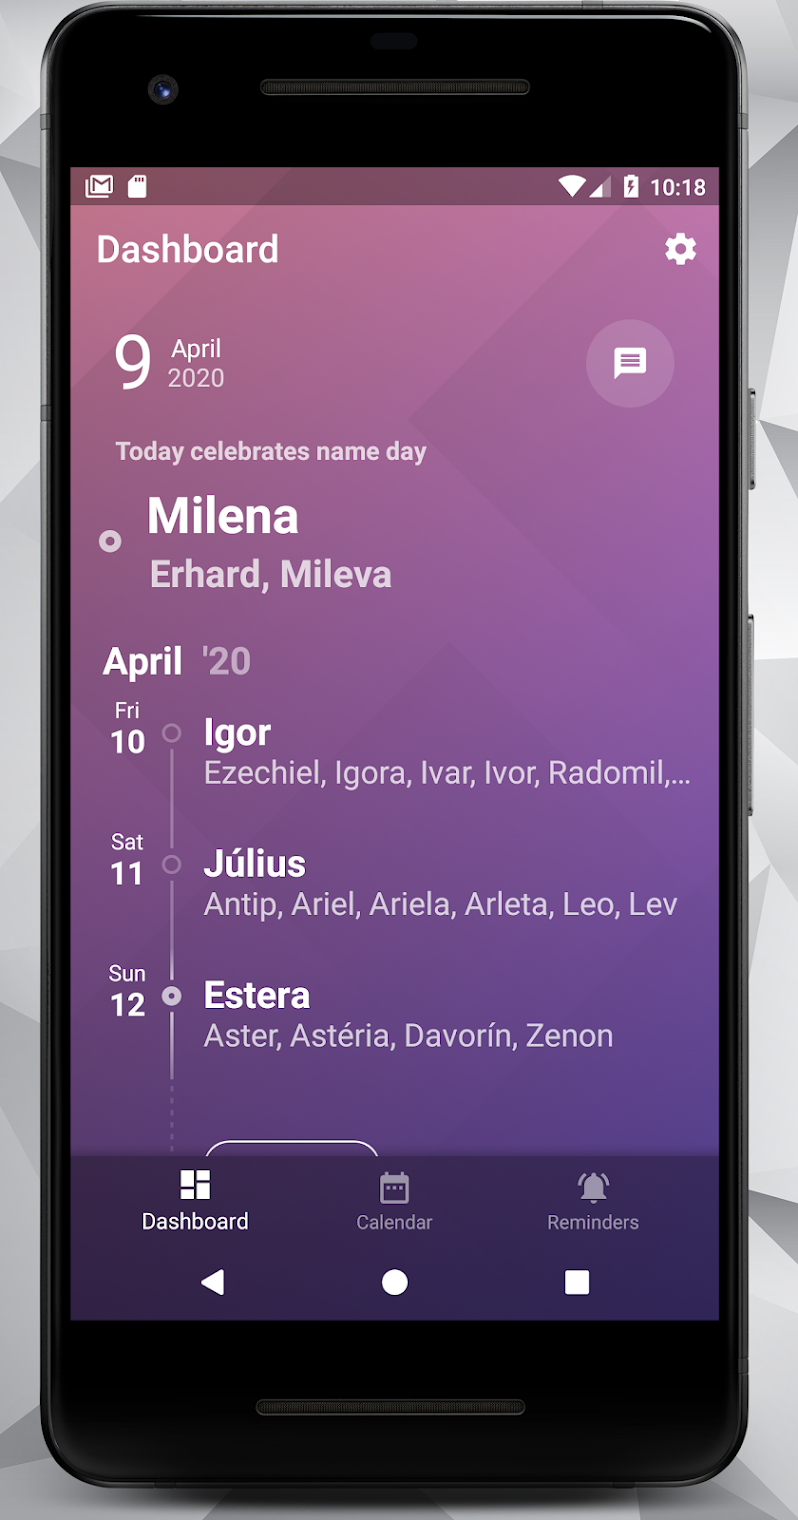 10:18
Dashboard
9 April
2020
Today celebrates name day
Milena
Erhard, Mileva
April '20
Fri
10
Igor
Ezechiel, Igora, Ivar, Ivor, Radomil,...
Sat
11
Július
Antip, Ariel, Ariela, Arleta, Leo, Lev
Sun
12
Estera
Aster, Astéria, Davorín, Zenon
Dashboard
Calendar
Reminders